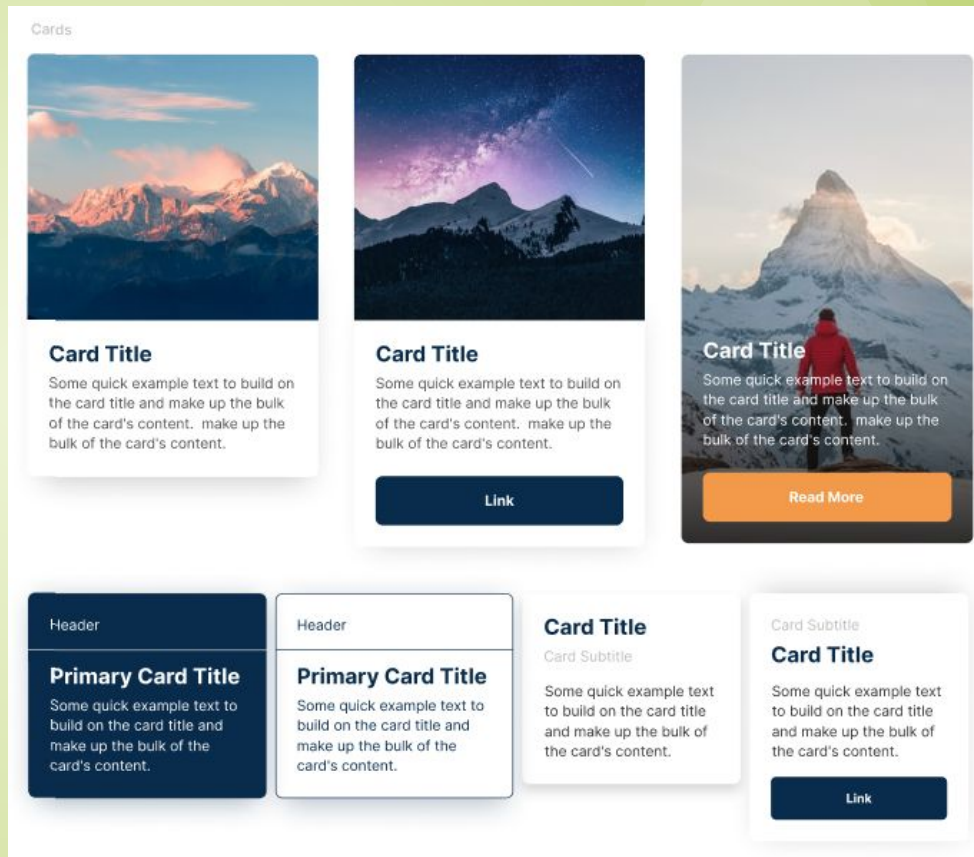 Cards
Card Title
Some quick example text to build on
the card title and make up the bulk
of the card's content.  make up the
bulk of the card's content.
Card Title
Some quick example text to build on
the card title and make up the bulk
of the card's content.  make up the
bulk of the card's content.
Link
Card Title
Some quick example text to build on
the card title and make up the bulk
of the card's content.  make up the
bulk of the card's content.
Read More
Header
Primary Card Title
Some quick example text to
build on the card title and
make up the bulk of the
card's content.
Header
Primary Card Title
Some quick example text to
build on the card title and
make up the bulk of the
card's content.
Card Title
Card Subtitle
Some quick example text
to build on the card title
and make up the bulk of
the card's content.
Card Subtitle
Card Title
Some quick example text
to build on the card title
and make up the bulk of
the card's content.
Link